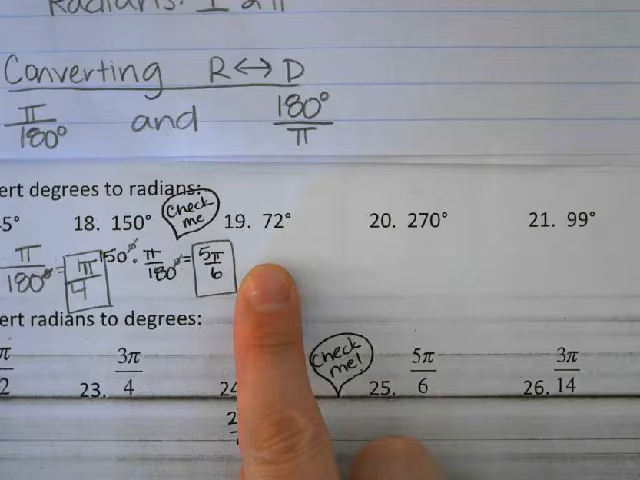 Radians:
Converting R ↔ D
π/180° and 180°/π
ert degrees to radians:
5° 18. 150° Check me 19. 72° 20. 270° 21. 99°
π/180° = π/4 150° · π/180° = 5π/6
ert radians to degrees:
π/2 23. 3π/4 24 Check me! 25. 5π/6 26. 3π/14